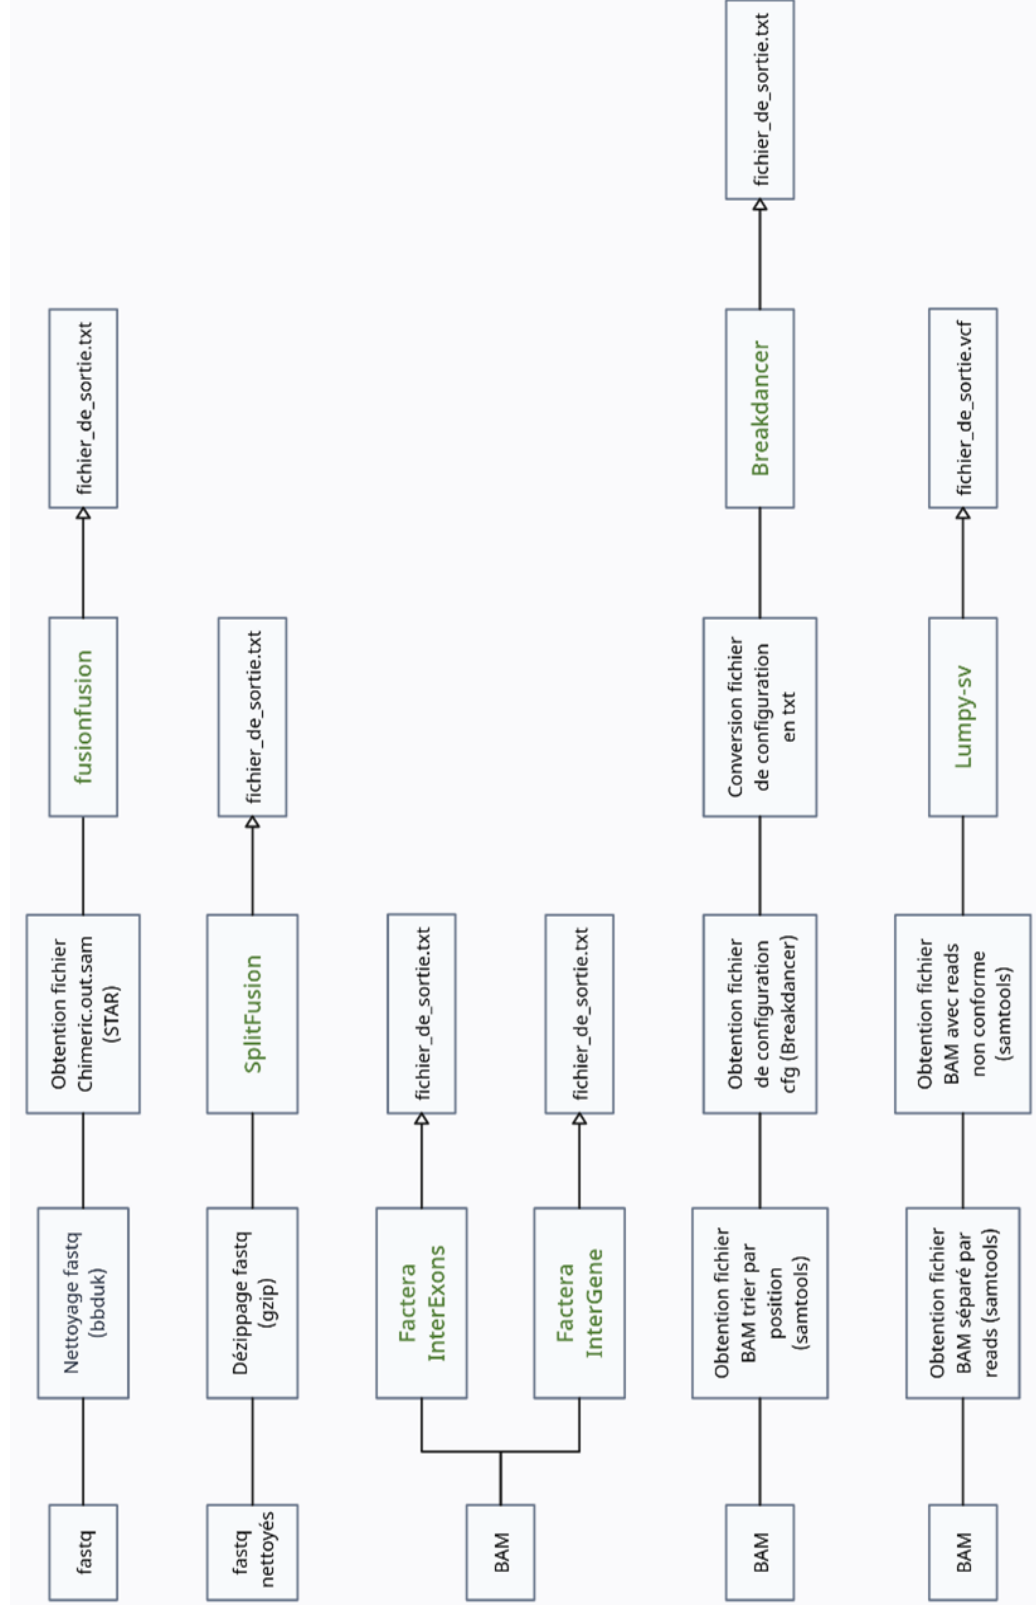 fastq
Nettoyage fastq
(bbduk)
Obtention fichier
Chimeric.out.sam
(STAR)
fusionfusion
fichier_de_sortie.txt
fastq
nettoyés
Dézippage fastq
(gzip)
SplitFusion
fichier_de_sortie.txt
BAM
Factera
InterExons
fichier_de_sortie.txt
Factera
InterGene
fichier_de_sortie.txt
BAM
Obtention fichier
BAM trier par
position
(samtools)
Obtention fichier
de configuration
cfg (Breakdancer)
Conversion fichier
de configuration
en txt
Breakdancer
fichier_de_sortie.txt
BAM
Obtention fichier
BAM séparé par
reads (samtools)
Obtention fichier
BAM avec reads
non conforme
(samtools)
Lumpy-sv
fichier_de_sortie.vcf